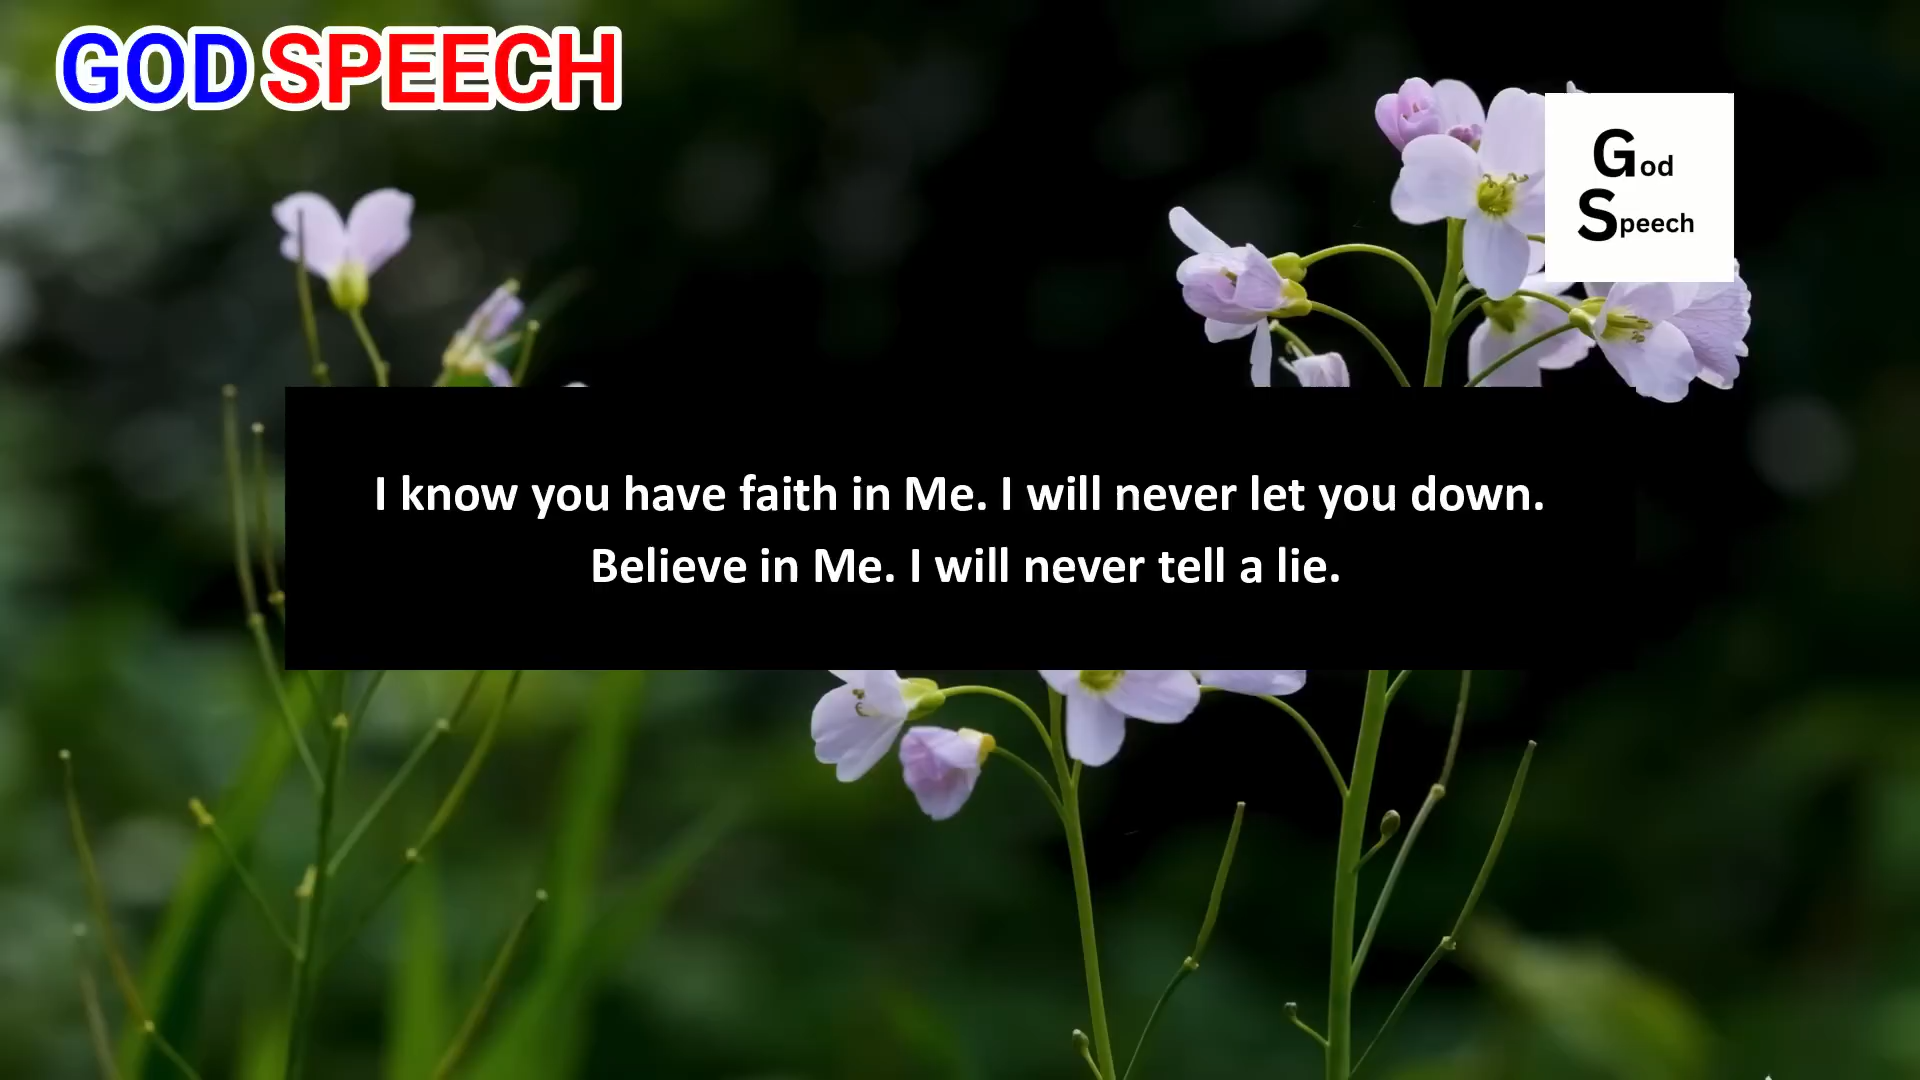 GOD SPEECH
God
Speech
I know you have faith in Me. I will never let you down.
Believe in Me. I will never tell a lie.